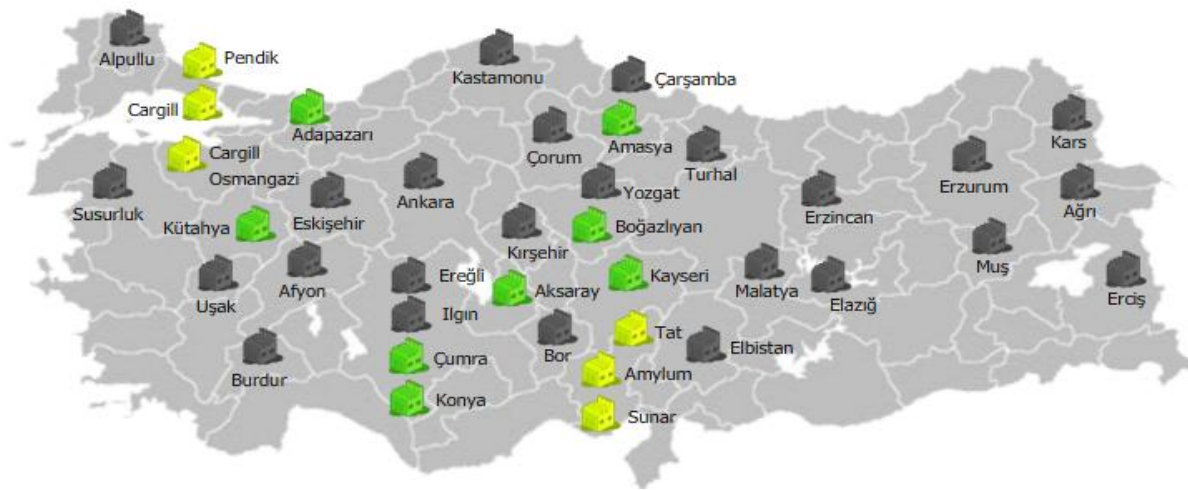 Alpullu
Pendik
Kastamonu
Çarşamba
Cargill
Adapazarı
Çorum
Amasya
Kars
Cargill
Osmangazi
Turhal
Erzurum
Susurluk
Ankara
Yozgat
Erzincan
Ağrı
Kütahya
Eskişehir
Kırşehir
Boğazlıyan
Muş
Uşak
Afyon
Ereğli
Aksaray
Kayseri
Malatya
Elazığ
Erciş
Ilgın
Tat
Bor
Elbistan
Burdur
Çumra
Amylum
Konya
Sunar